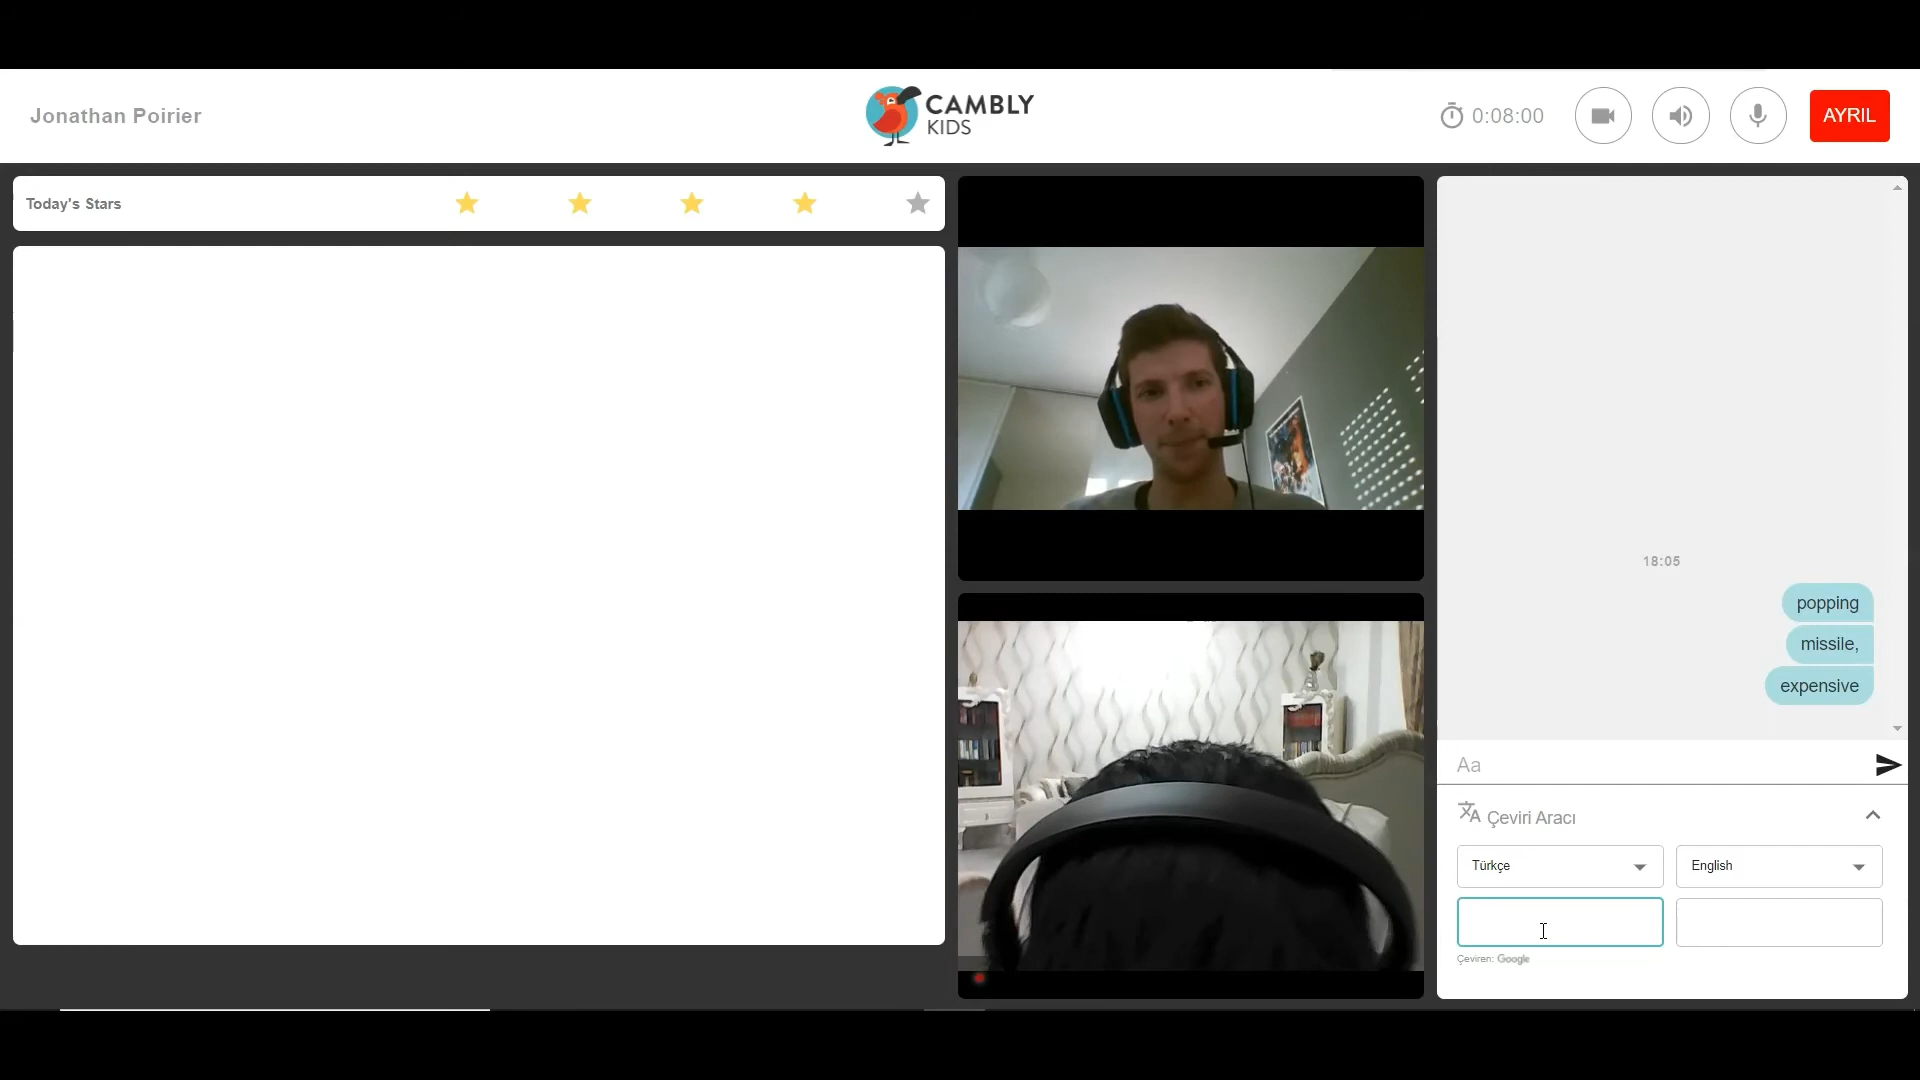 Jonathan Poirier
CAMBLY
KIDS
0:08:00
AYRIL
Today's Stars
18:05
popping
missile,
expensive
Aa
Çeviri Aracı
Türkçe
English
Çeviren: Google